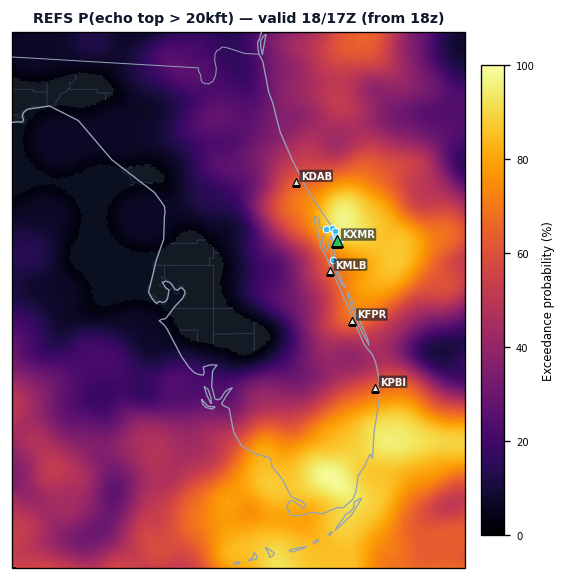 REFS P(echo top > 20kft) — valid 18/17Z (from 18z)
KDAB
KXMR
KMLB
KFPR
KPBI
100
80
60
40
20
0
Exceedance probability (%)